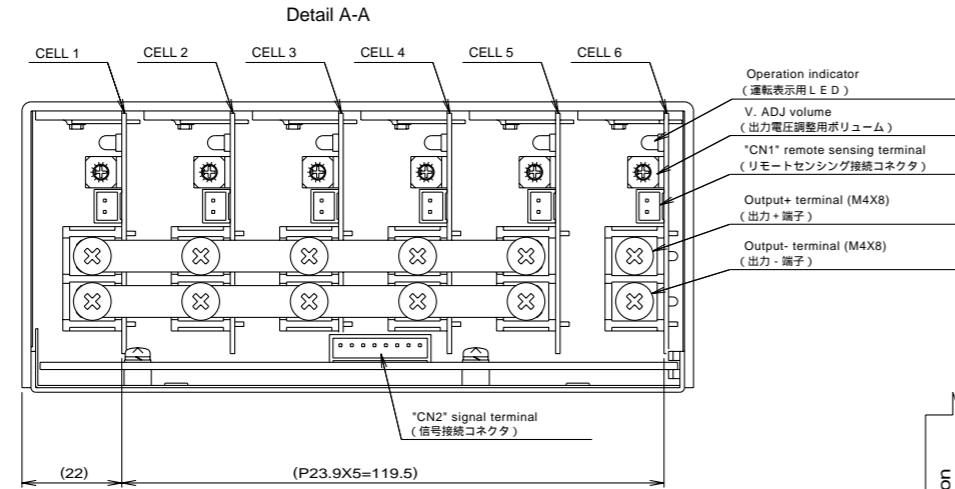 Detail A-A
CELL 1
CELL 2
CELL 3
CELL 4
CELL 5
CELL 6
Operation indicator
（運転表示用ＬＥＤ）
V. ADJ volume
（出力電圧調整用ボリューム）
"CN1" remote sensing terminal
（リモートセンシング接続コネクタ）
Output+ terminal (M4X8)
（出力＋端子）
Output- terminal (M4X8)
（出力 - 端子）
"CN2" signal terminal
（信号接続コネクタ）
(22)
(P23.9X5=119.5)